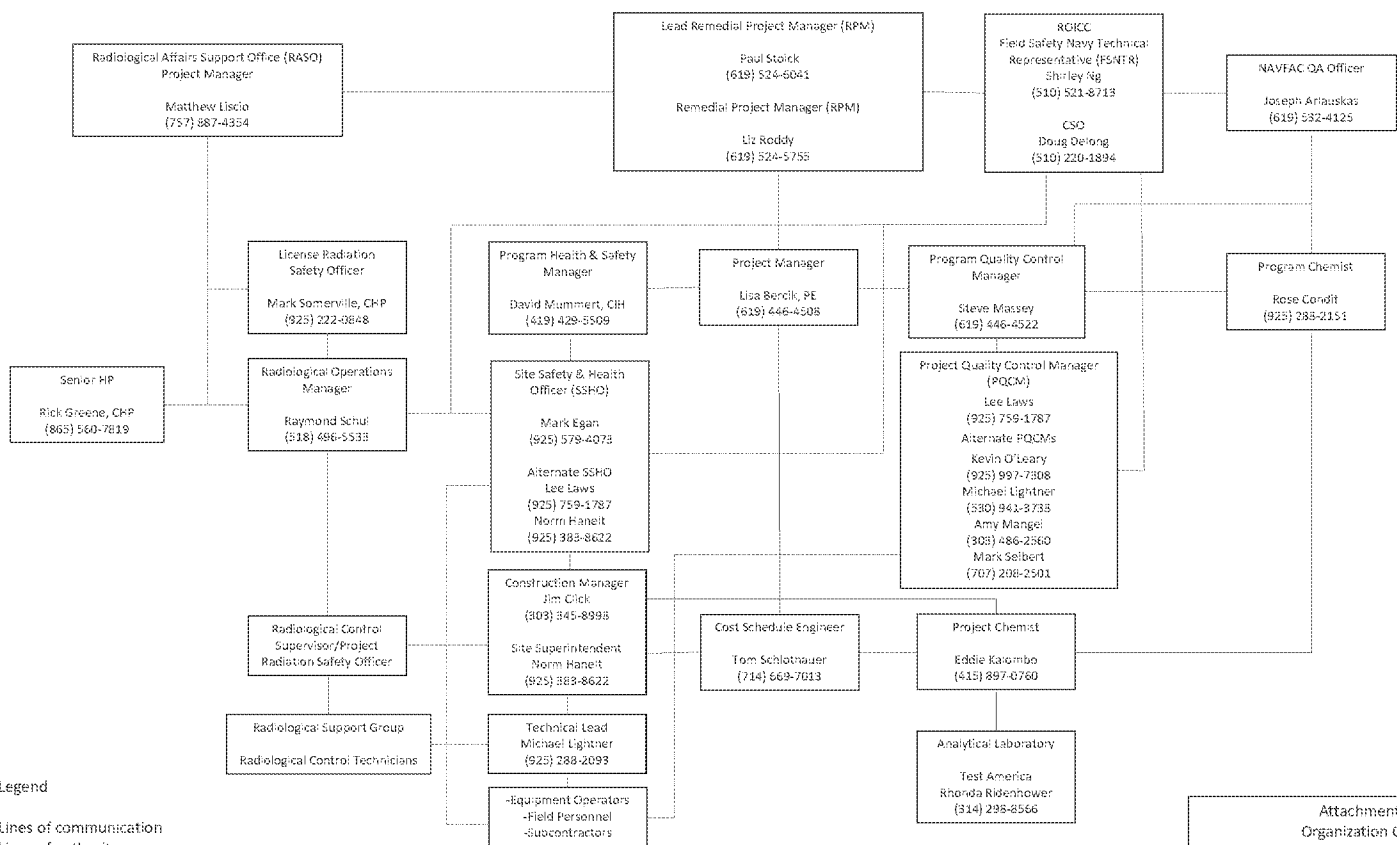 Radiological Affairs Support Office (RASO)
Project Manager
Matthew Liscio
(757) 887-4354
Lead Remedial Project Manager (RPM)
Paul Stoick
(619) 524-6041
Remedial Project Manager (RPM)
Liz Roddy
(619) 524-5755
ROICC
Field Safety Navy Technical
Representative (FSNTR)
Shirley Ng
(510) 521-8713
CSO
Doug Delong
(510) 220-1894
NAVFAC QA Officer
Joseph Arlauskas
(619) 532-4125
License Radiation
Safety Officer
Mark Somerville, CHP
(925) 222-0848
Program Health & Safety
Manager
David Mummert, CIH
(419) 429-5509
Project Manager
Lisa Bercik, PE
(619) 446-4508
Program Quality Control
Manager
Steve Massey
(619) 446-4522
Program Chemist
Rose Condit
(925) 288-2151
Senior HP
Rick Greene, CHP
(865) 560-7819
Radiological Operations
Manager
Raymond Schul
(518) 496-5533
Site Safety & Health
Officer (SSHO)
Mark Egan
(925) 579-4073
Alternate SSHO
Lee Laws
(925) 759-1787
Norm Haneit
(925) 383-8622
Project Quality Control Manager
(PQCM)
Lee Laws
(925) 759-1787
Alternate PQCMs
Kevin O'Leary
(925) 997-7308
Michael Lightner
(530) 941-3733
Amy Mangel
(303) 486-2560
Mark Seibert
(707) 208-2501
Radiological Control
Supervisor/Project
Radiation Safety Officer
Construction Manager
Jim Click
(303) 345-8993
Site Superintendent
Norm Haneit
(925) 383-8622
Cost Schedule Engineer
Tom Schlotnauer
(714) 669-7013
Project Chemist
Eddie Kalombo
(415) 897-0760
Radiological Support Group
Radiological Control Technicians
Technical Lead
Michael Lightner
(925) 288-2093
Analytical Laboratory
Test America
Rhonda Ridenhower
(314) 298-8566
-Equipment Operators
-Field Personnel
-Subcontractors
Legend
Lines of communication
Attachment
Organization C